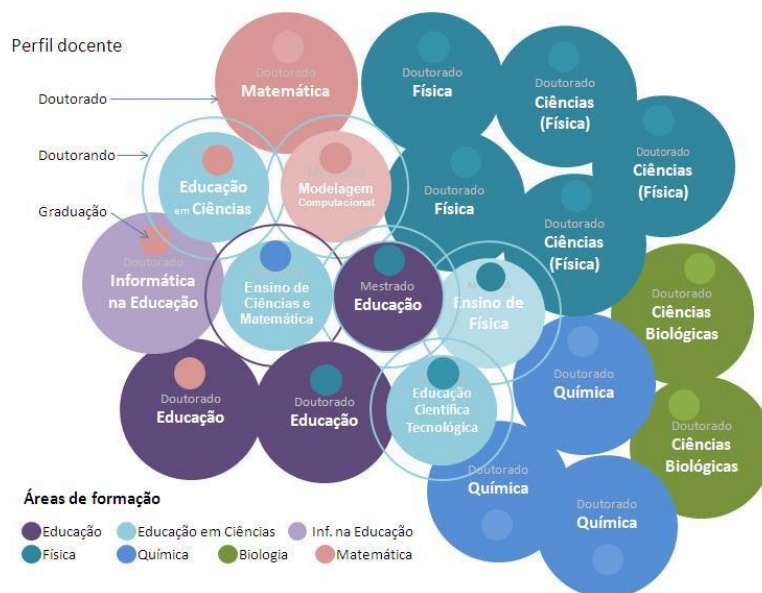 Perfil docente
Doutorado
Doutorando
Graduação
Doutorado
Matemática
Doutorado
Física
Doutorado
Ciências
(Física)
Doutorado
Ciências
(Física)
Educação
em Ciências
Modelagem
Computacional
Doutorado
Física
Doutorado
Ciências
(Física)
Doutorado
Informática
na Educação
Ensino de
Ciências e
Matemática
Mestrado
Educação
Ensino de
Física
Doutorado
Ciências
Biológicas
Doutorado
Educação
Doutorado
Educação
Educação
Científica
Tecnológica
Doutorado
Química
Doutorado
Ciências
Biológicas
Doutorado
Química
Doutorado
Química
Áreas de formação
Educação
Educação em Ciências
Inf. na Educação
Física
Química
Biologia
Matemática